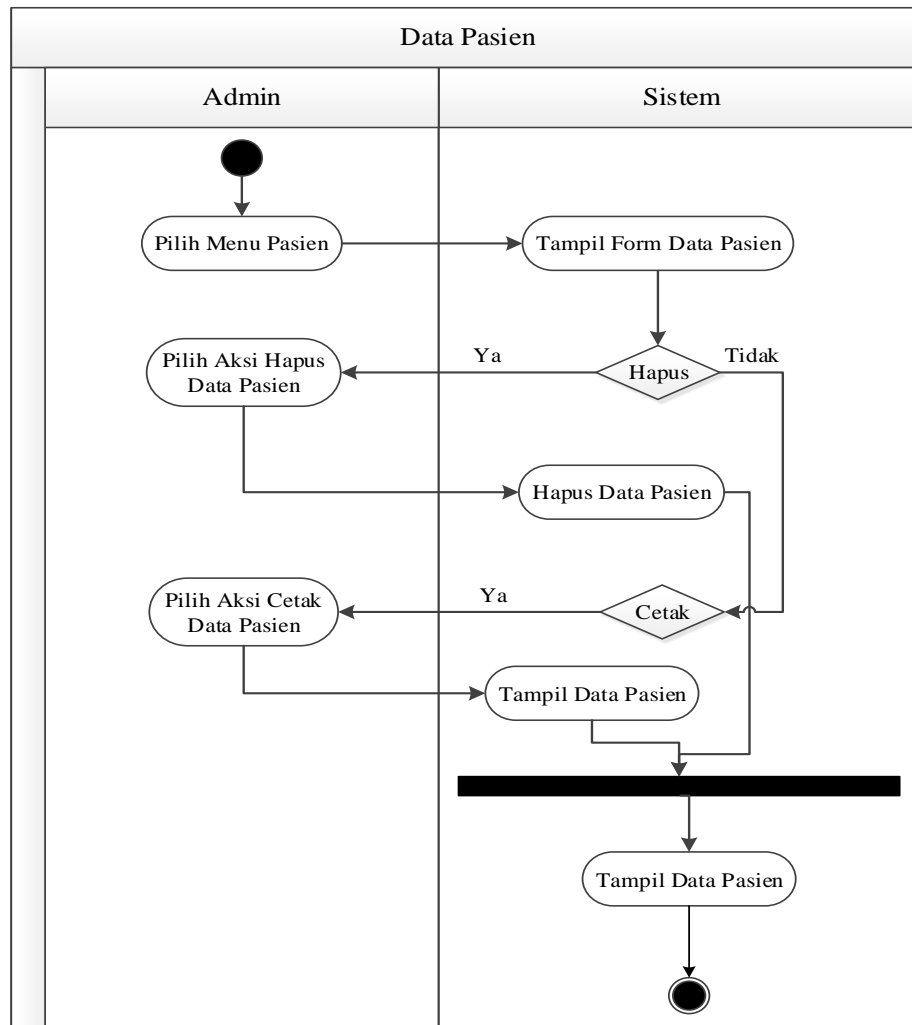 Data Pasien
Admin
Sistem
Pilih Menu Pasien
Tampil Form Data Pasien
Pilih Aksi Hapus
Data Pasien
Ya
Hapus
Tidak
Hapus Data Pasien
Pilih Aksi Cetak
Data Pasien
Ya
Cetak
Tampil Data Pasien
Tampil Data Pasien